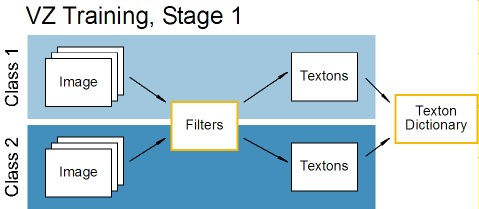 VZ Training, Stage 1
Class 1
Image
Textons
Filters
Texton
Dictionary
Class 2
Image
Textons